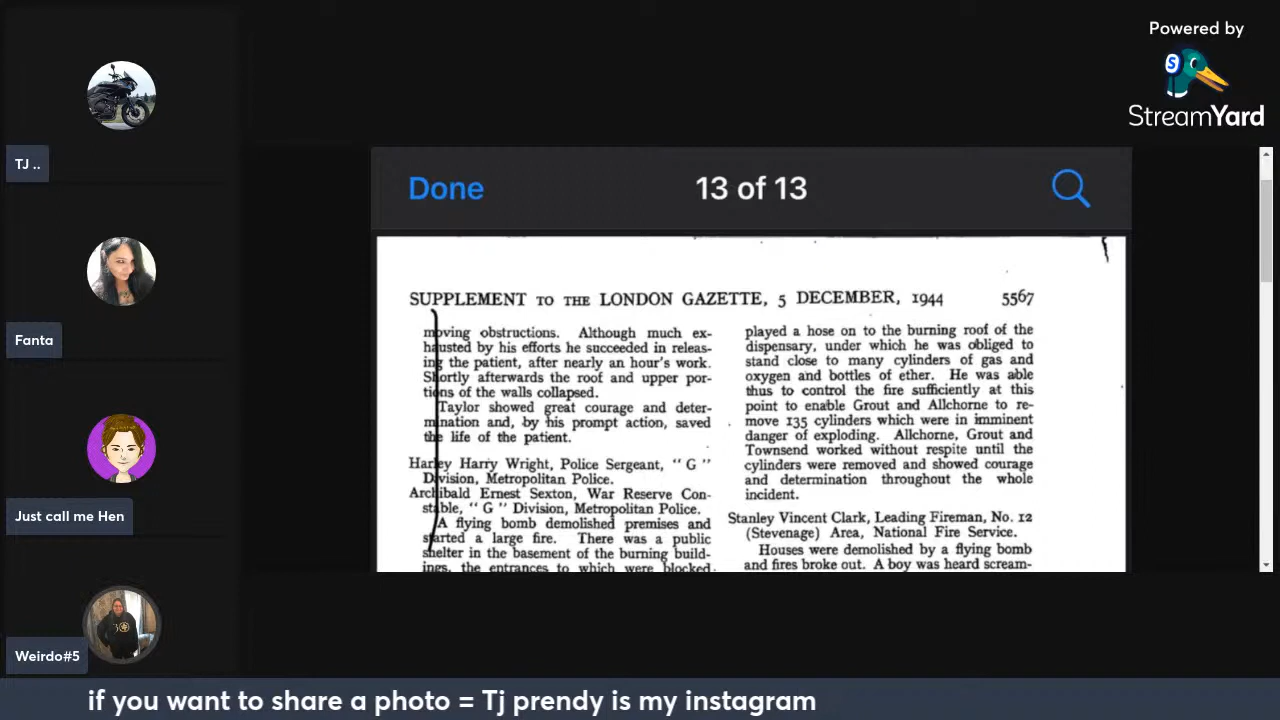 Powered by
StreamYard
TJ ..
Fanta
Just call me Hen
Weirdo#5
Done
13 of 13
SUPPLEMENT TO THE LONDON GAZETTE, 5 DECEMBER, 1944 5567
moving obstructions. Although much ex-
hausted by his efforts he succeeded in releas-
ing the patient, after nearly an hour's work.
Shortly afterwards the roof and upper por-
tions of the walls collapsed.
Taylor showed great courage and deter-
mination and, by his prompt action, saved
the life of the patient.
Harley Harry Wright, Police Sergeant, "G"
Division, Metropolitan Police.
Archibald Ernest Sexton, War Reserve Con-
stable, "G" Division, Metropolitan Police.
A flying bomb demolished premises and
started a large fire. There was a public
shelter in the basement of the burning build-
ings, the entrances to which were blocked
played a hose on to the burning roof of the
dispensary, under which he was obliged to
stand close to many cylinders of gas and
oxygen and bottles of ether. He was able
thus to control the fire sufficiently at this
point to enable Grout and Allchorne to re-
move 135 cylinders which were in imminent
danger of exploding. Allchorne, Grout and
Townsend worked without respite until the
cylinders were removed and showed courage
and determination throughout the whole
incident.
Stanley Vincent Clark, Leading Fireman, No. 12
(Stevenage) Area, National Fire Service.
Houses were demolished by a flying bomb
and fires broke out. A boy was heard scream-
if you want to share a photo = Tj prendy is my instagram